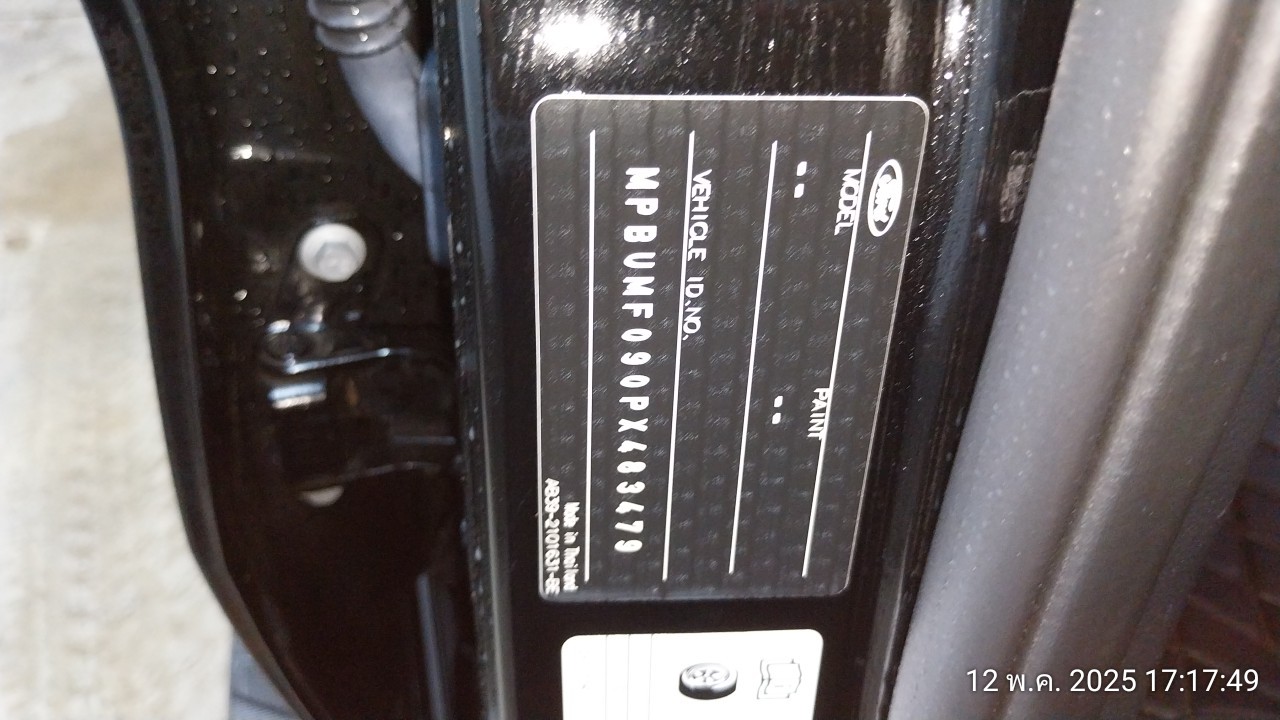 Ford
MODEL PAINT
-- --
VEHICLE ID.NO.
MPBUMF090PX483479
Made in Thailand
AB39-2101631-BE
12 พ.ค. 2025 17:17:49